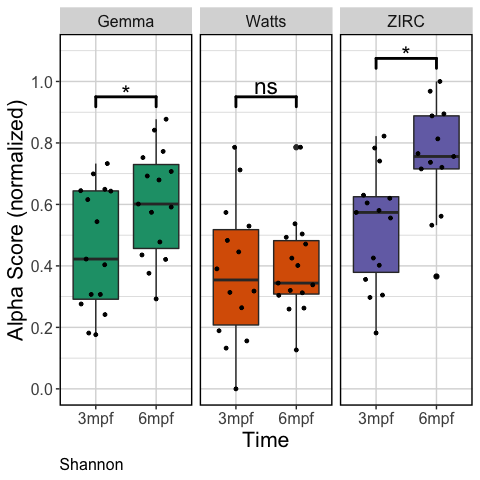 Gemma Watts ZIRC
* ns *
Alpha Score (normalized)
1.0
0.8
0.6
0.4
0.2
0.0
3mpf 6mpf 3mpf 6mpf 3mpf 6mpf
Time
Shannon